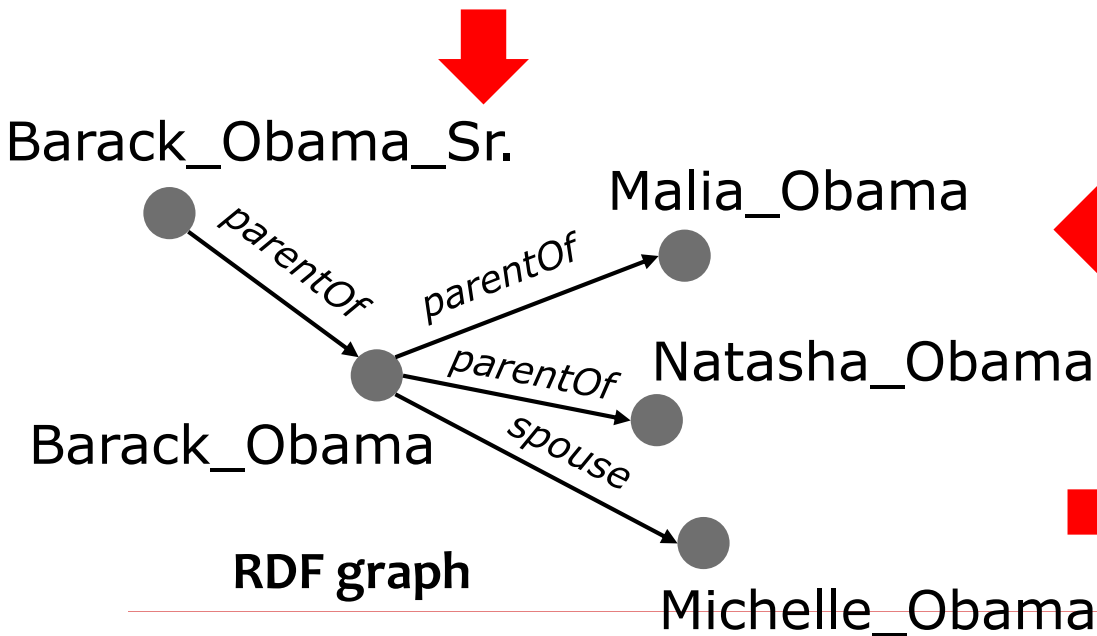 Barack_Obama_Sr.
Malia_Obama
parentOf
parentOf
parentOf
Natasha_Obama
Barack_Obama
spouse
RDF graph
Michelle_Obama